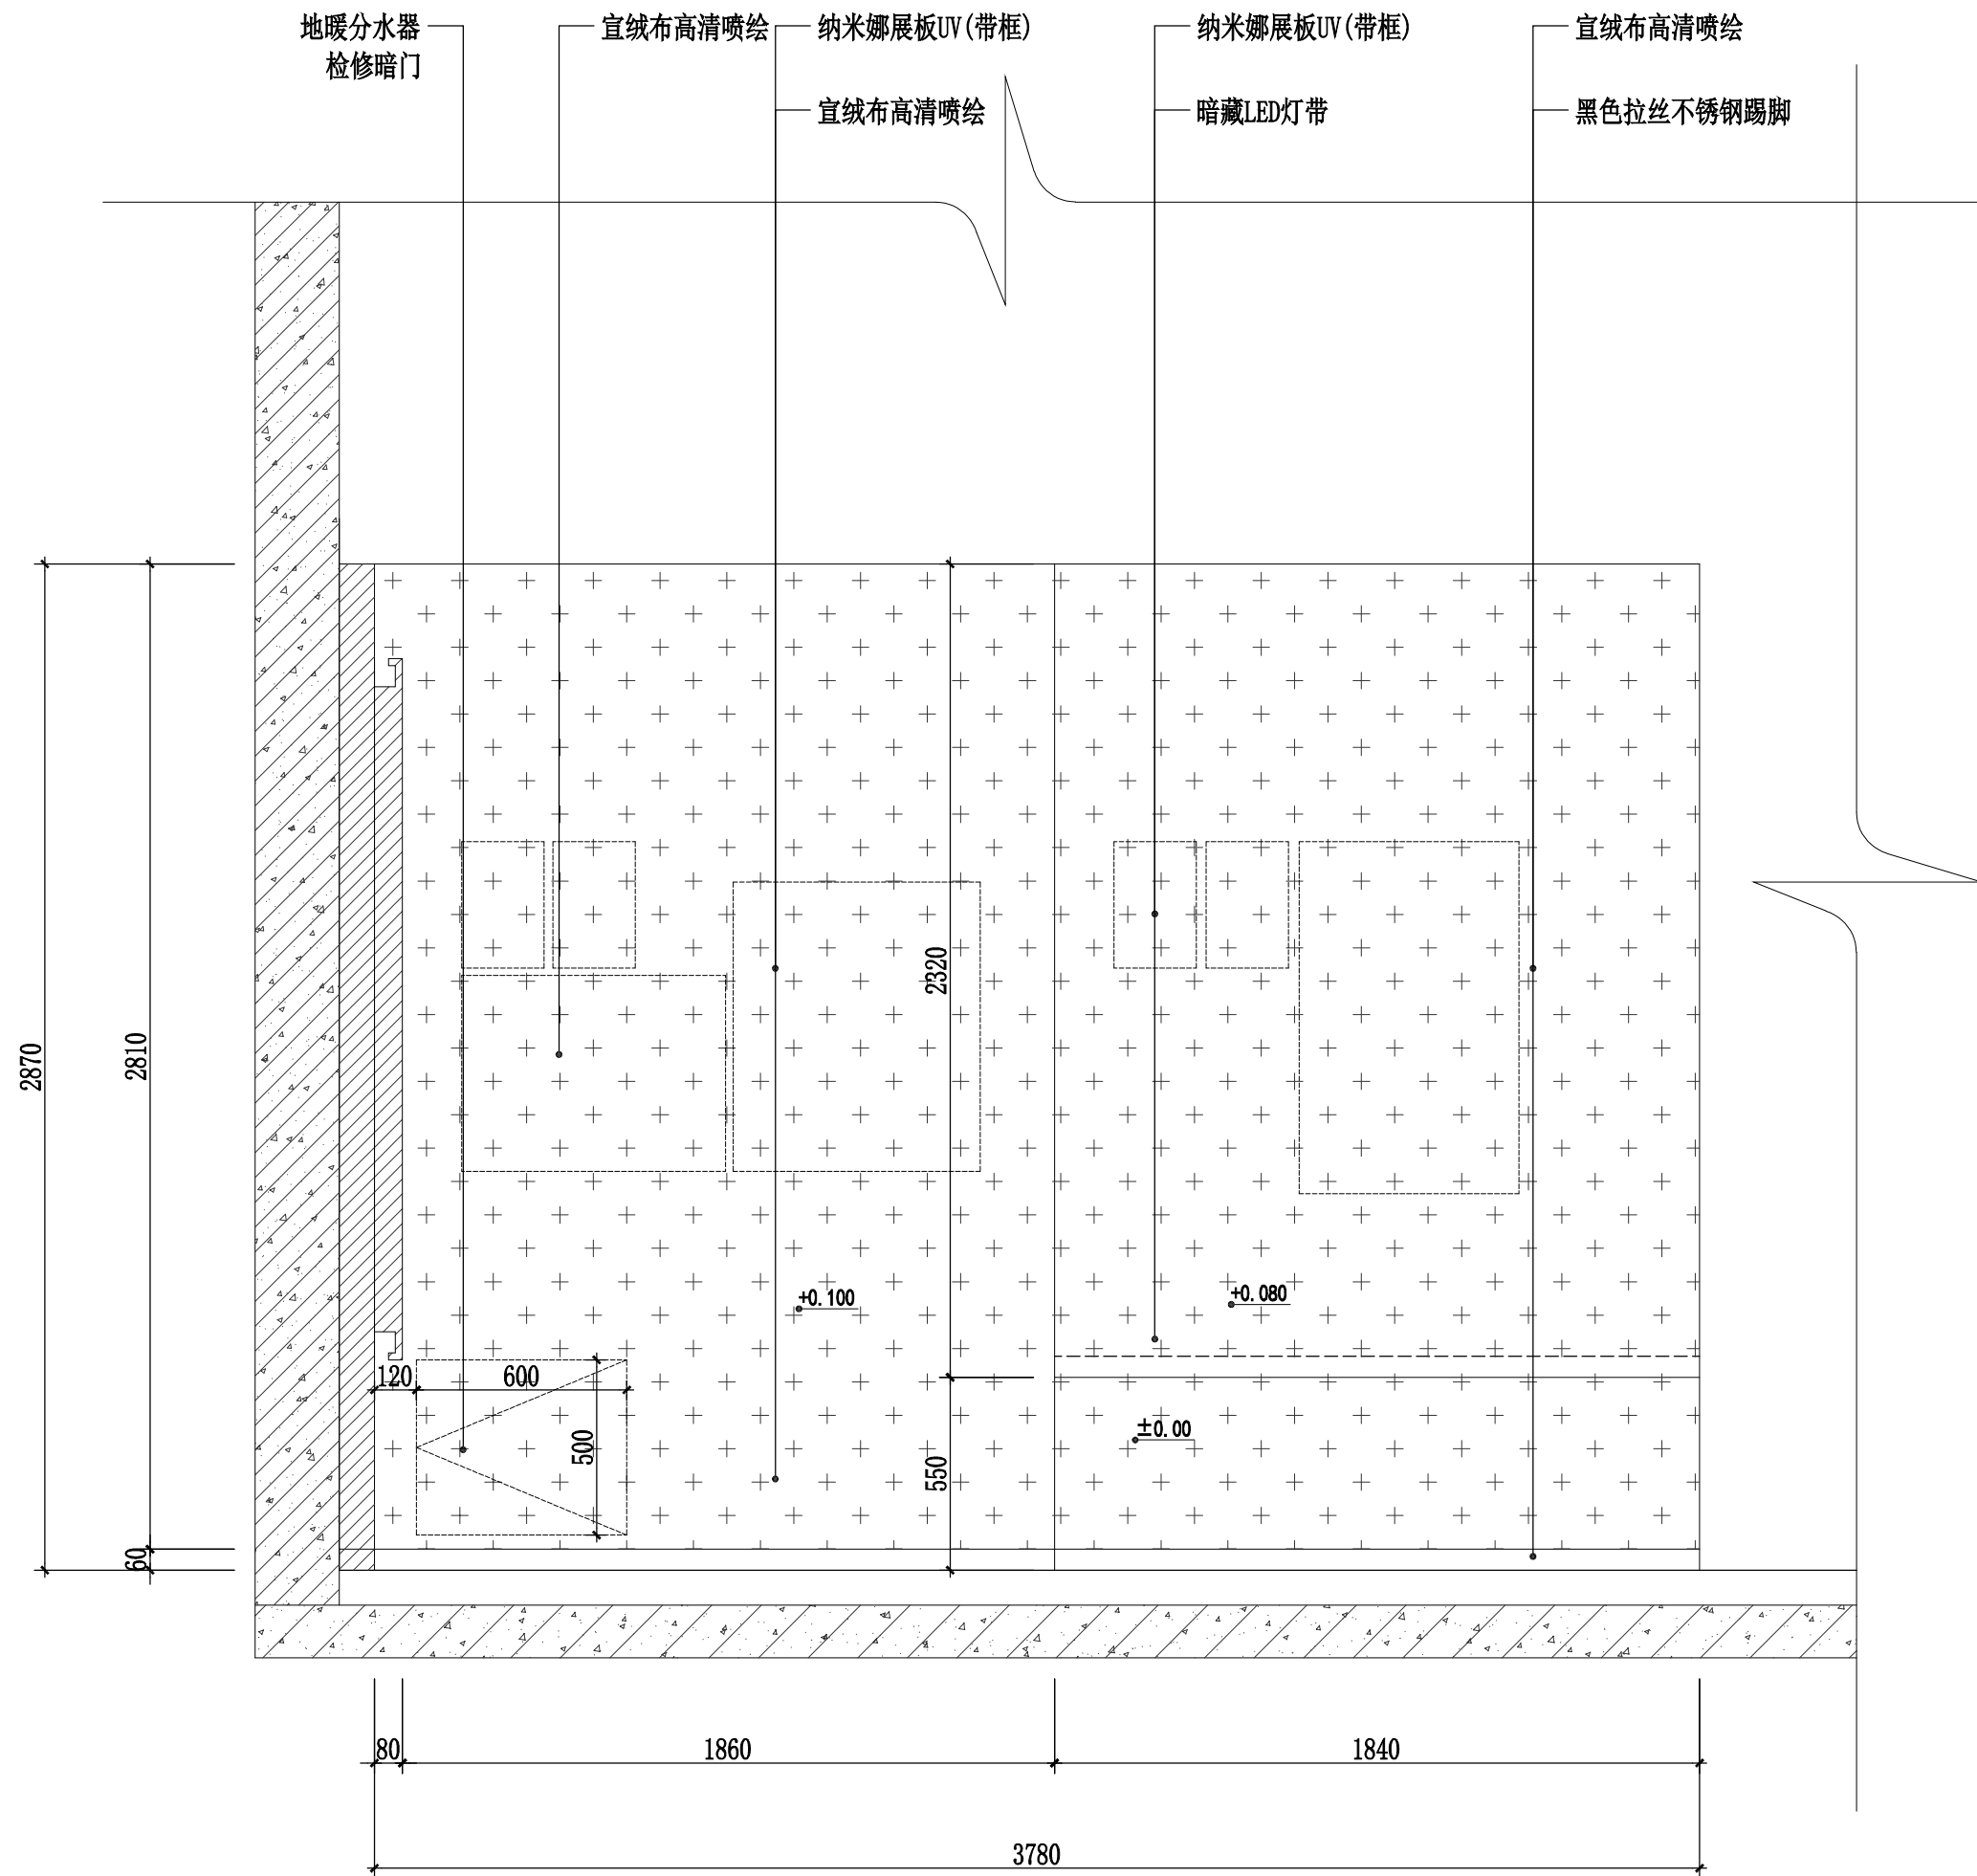 地暖分水器
检修暗门
宣绒布高清喷绘
纳米娜展板UV(带框)
宣绒布高清喷绘
纳米娜展板UV(带框)
暗藏LED灯带
宣绒布高清喷绘
黑色拉丝不锈钢踢脚
2870
2810
60
2320
550
+0.100
+0.080
±0.00
120
600
500
80
1860
1840
3780